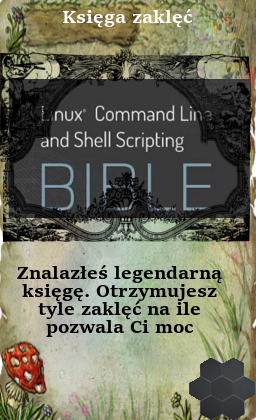 Księga zaklęć
Linux® Command Line
and Shell Scripting
BIBLE
Znalazłeś legendarną
księgę. Otrzymujesz
tyle zaklęć na ile
pozwala Ci moc